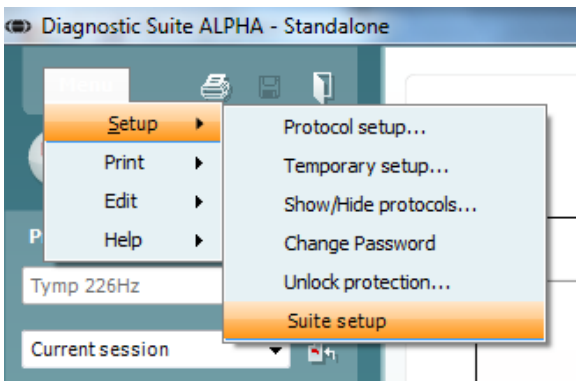 Diagnostic Suite ALPHA - Standalone
Menu
Setup
Protocol setup...
Print
Temporary setup...
Edit
Show/Hide protocols...
Help
Change Password
Unlock protection...
Tymp 226Hz
Suite setup
Current session